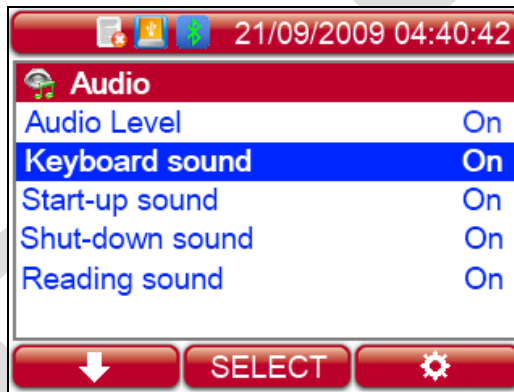 21/09/2009 04:40:42
Audio
Audio Level On
Keyboard sound On
Start-up sound On
Shut-down sound On
Reading sound On
SELECT